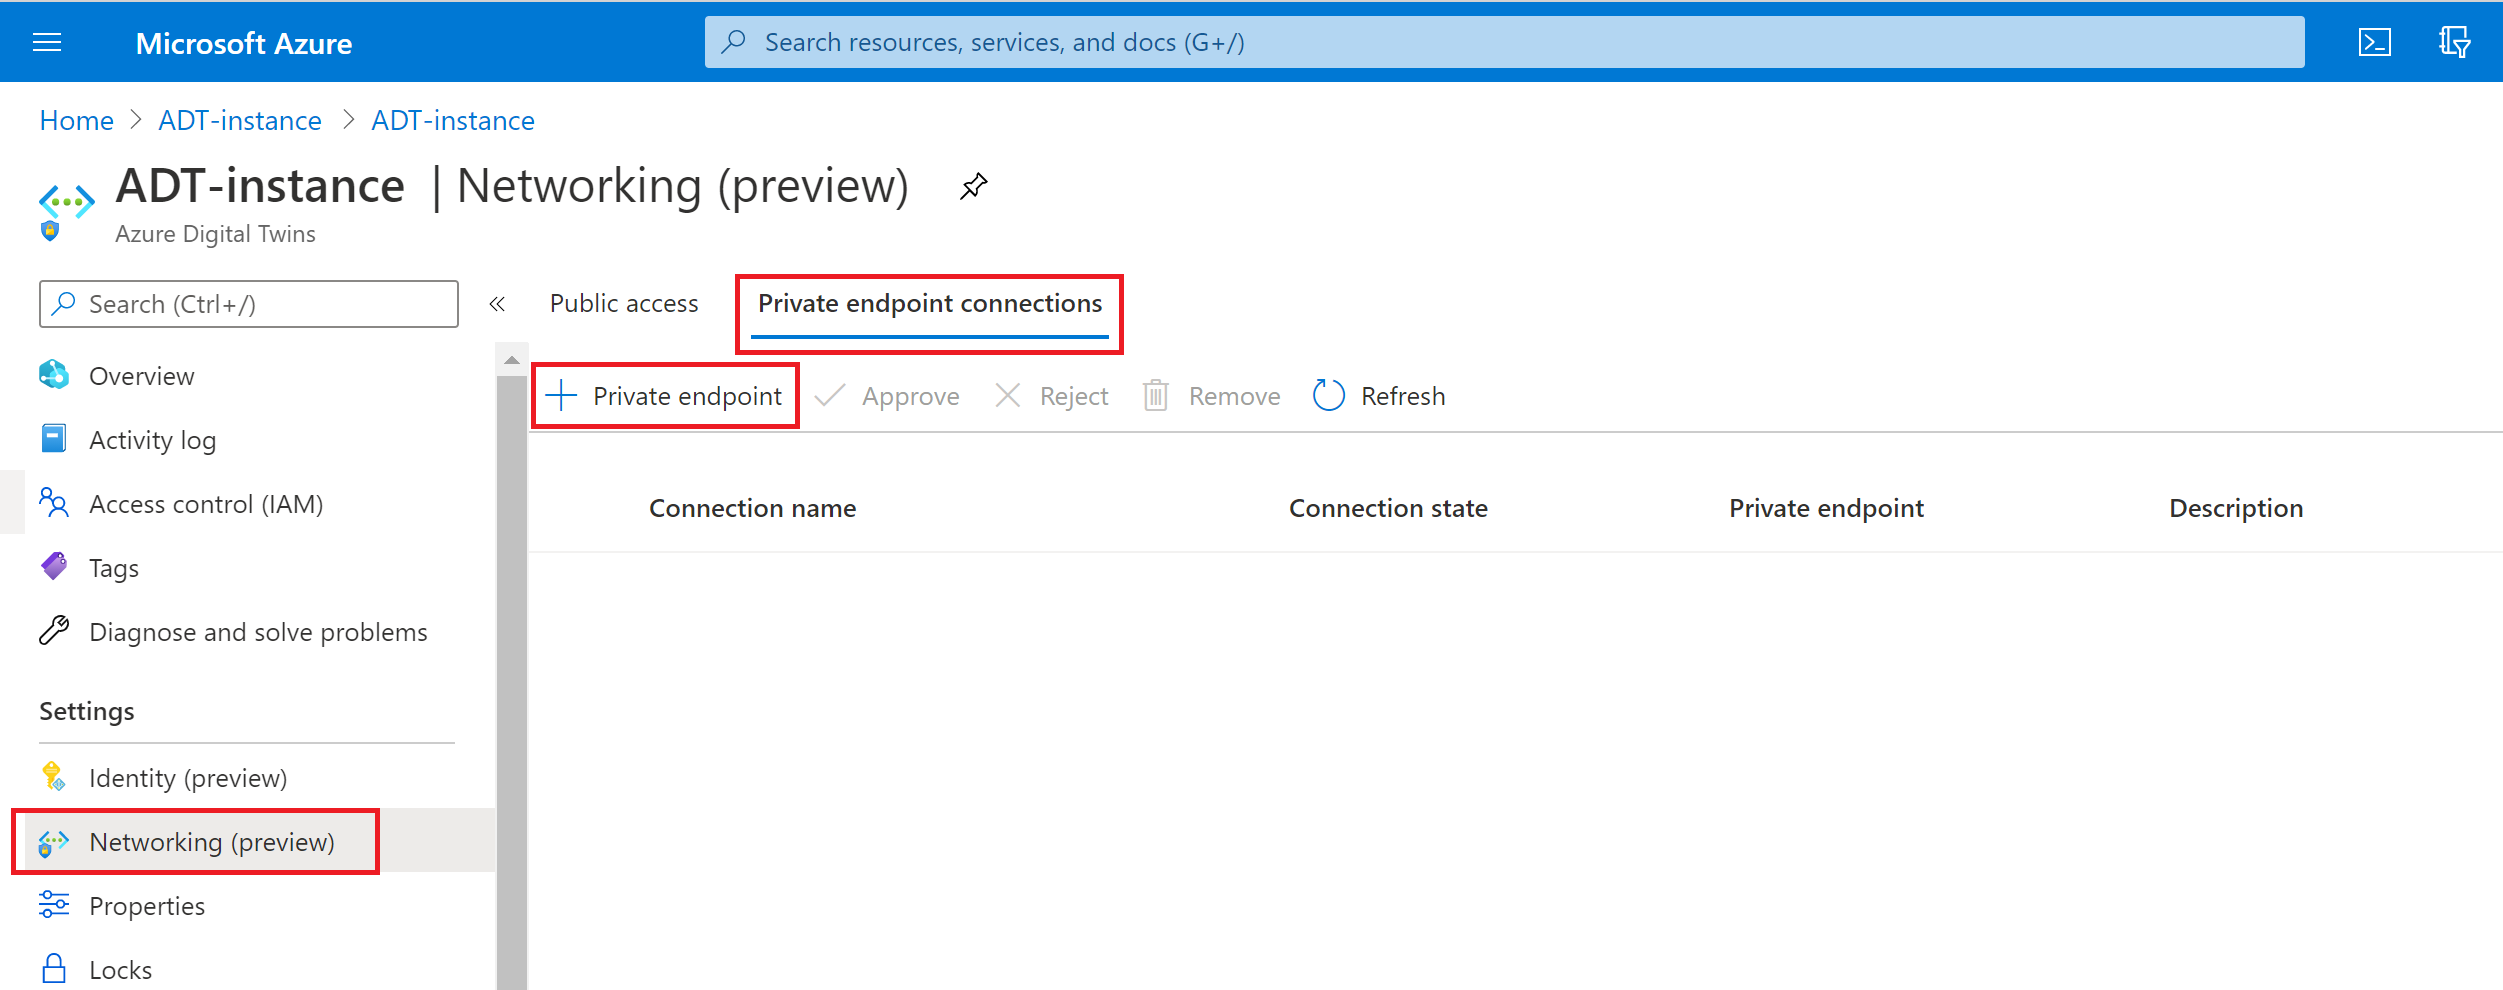 Microsoft Azure
Search resources, services, and docs (G+/)
Home > ADT-instance > ADT-instance
ADT-instance | Networking (preview)
Azure Digital Twins
Search (Ctrl+/)
«
Public access
Private endpoint connections
Private endpoint
Approve
Reject
Remove
Refresh
Connection name
Connection state
Private endpoint
Description
Overview
Activity log
Access control (IAM)
Tags
Diagnose and solve problems
Settings
Identity (preview)
Networking (preview)
Properties
Locks